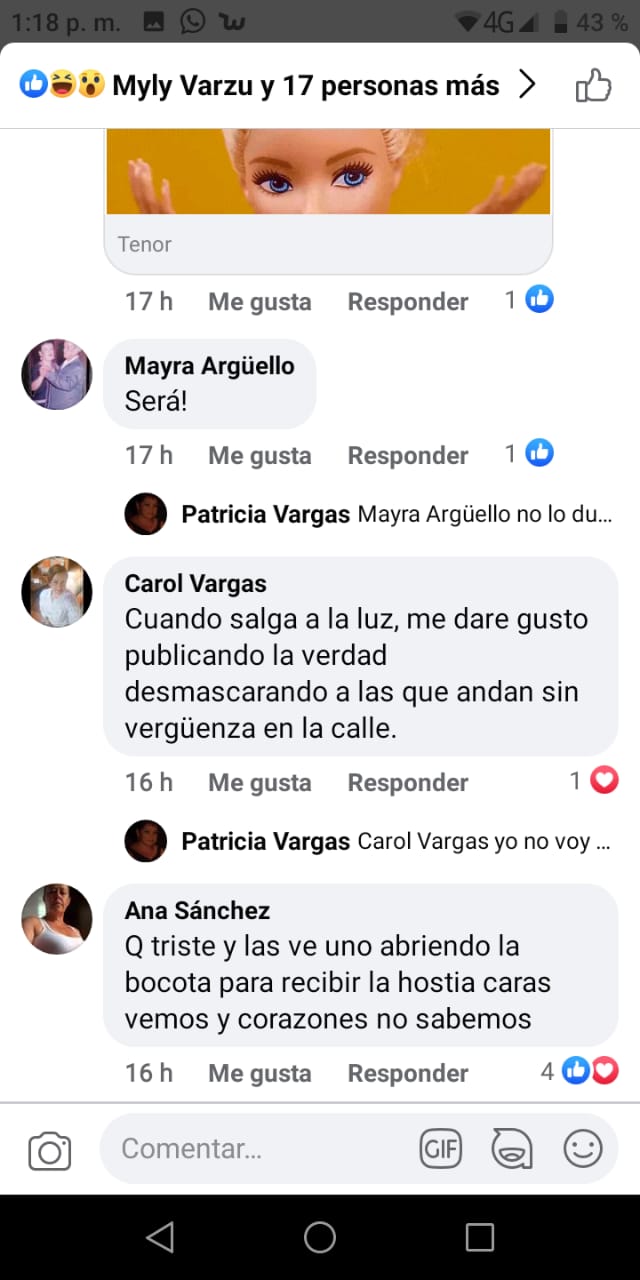 1:18 p. m. 4G 43 %
Myly Varzu y 17 personas más
Tenor
17 h Me gusta Responder 1
Mayra Argüello
Será!
17 h Me gusta Responder 1
Patricia Vargas Mayra Argüello no lo du...
Carol Vargas
Cuando salga a la luz, me dare gusto
publicando la verdad
desmascarando a las que andan sin
vergüenza en la calle.
16 h Me gusta Responder 1
Patricia Vargas Carol Vargas yo no voy ...
Ana Sánchez
Q triste y las ve uno abriendo la
bocota para recibir la hostia caras
vemos y corazones no sabemos
16 h Me gusta Responder 4
Comentar...
GIF